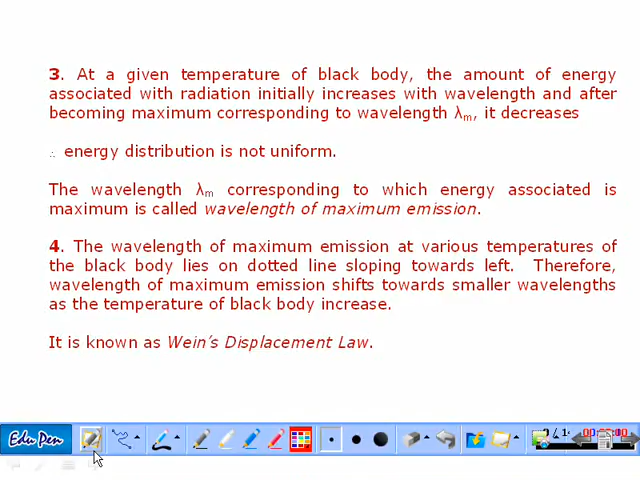 3. At a given temperature of black body, the amount of energy
associated with radiation initially increases with wavelength and after
becoming maximum corresponding to wavelength λm, it decreases
∴ energy distribution is not uniform.
The wavelength λm corresponding to which energy associated is
maximum is called wavelength of maximum emission.
4. The wavelength of maximum emission at various temperatures of
the black body lies on dotted line sloping towards left. Therefore,
wavelength of maximum emission shifts towards smaller wavelengths
as the temperature of black body increase.
It is known as Wein's Displacement Law.
Edu Pen